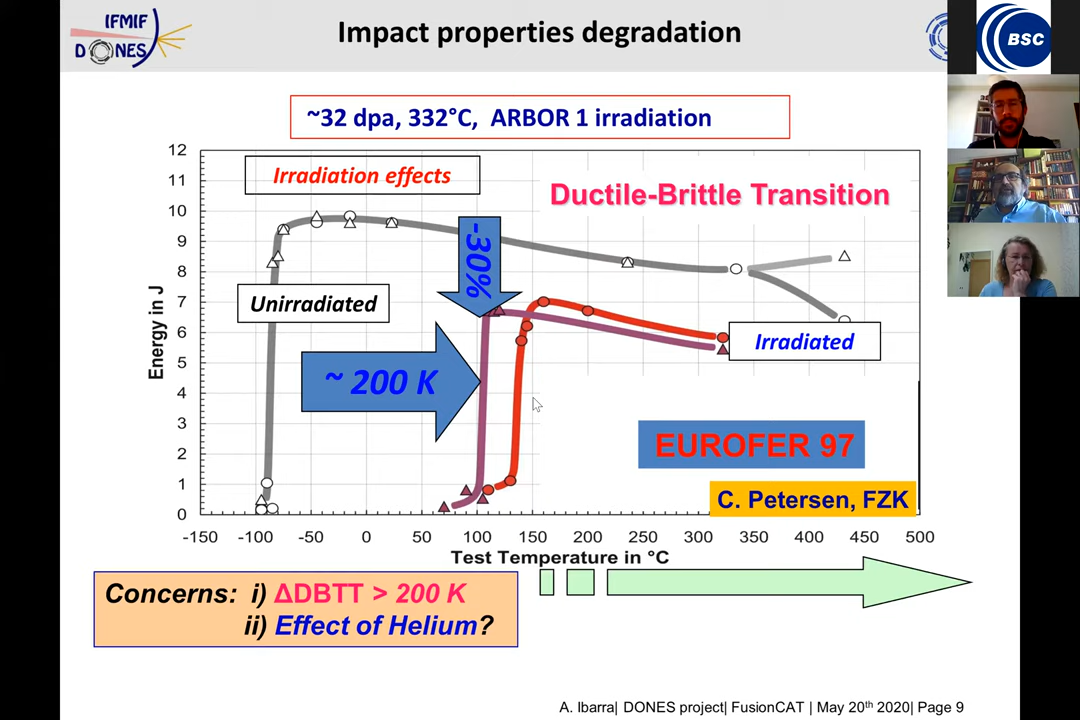 IFMIF
DONES
Impact properties degradation
BSC
~32 dpa, 332°C, ARBOR 1 irradiation
12
11
10
9
8
7
6
5
4
3
2
1
0
Energy in J
Irradiation effects
Ductile-Brittle Transition
-30%
Unirradiated
~ 200 K
Irradiated
EUROFER 97
C. Petersen, FZK
-150 -100 -50 0 50 100 150 200 250 300 350 400 450 500
Test Temperature in °C
Concerns: i) ΔDBTT > 200 K
ii) Effect of Helium?
A. Ibarra| DONES project| FusionCAT | May 20th 2020| Page 9